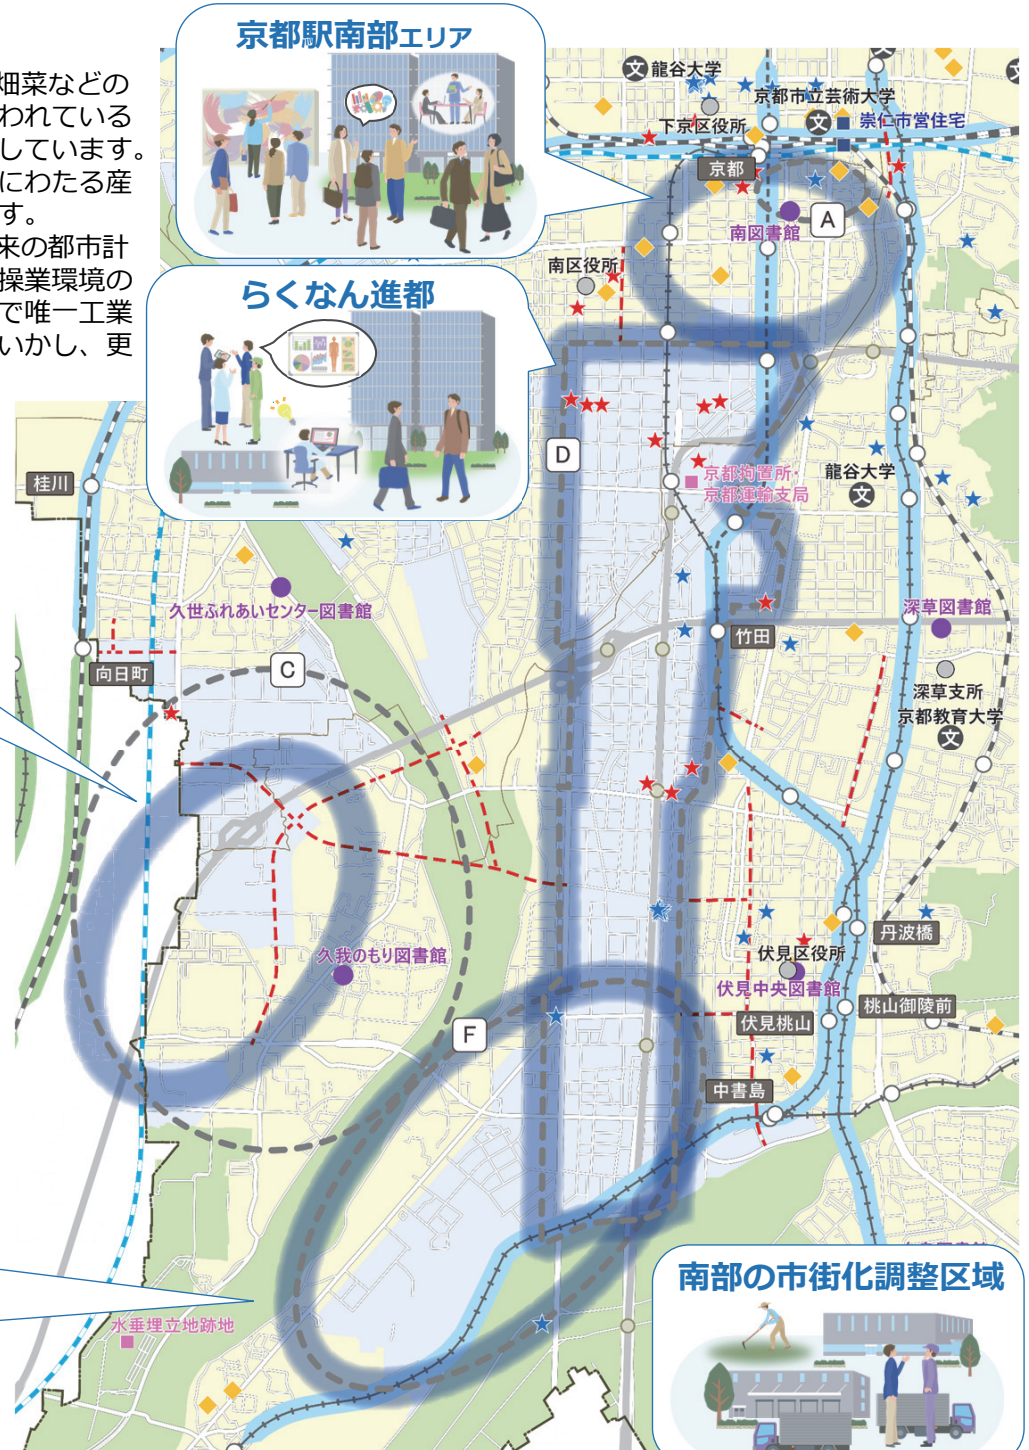 京都駅南部エリア
畑菜などの
われている
しています。
にわたる産
す。
来の都市計
操業環境の
で唯一工業
いかし、更
らくなん進都
文 龍谷大学
京都市立芸術大学
文
下京区役所
崇仁市営住宅
京都
南図書館
A
南区役所
D
京都拘置所・
京都運輸支局
龍谷大学
文
桂川
久世ふれあいセンター図書館
深草図書館
竹田
向日町
C
深草支所
京都教育大学
文
久我のもり図書館
丹波橋
伏見区役所
伏見中央図書館
桃山御陵前
伏見桃山
F
中書島
水垂埋立地跡地
南部の市街化調整区域